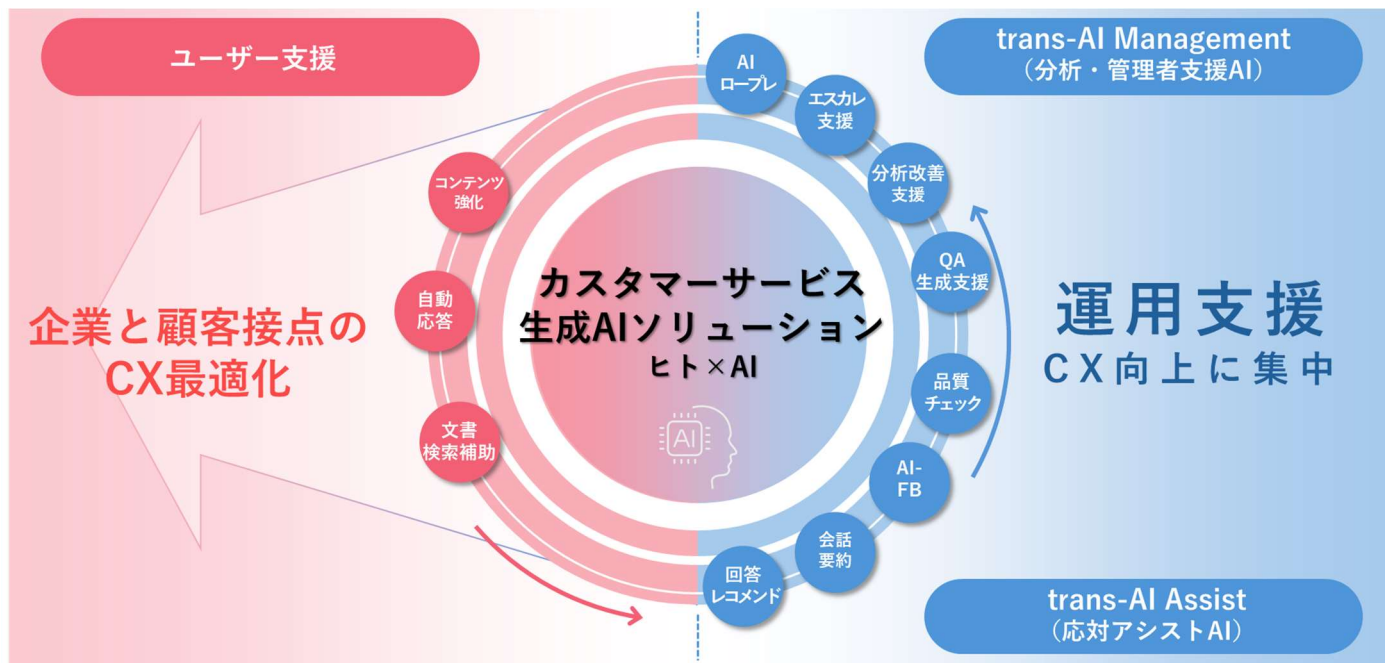 ユーザー支援
trans-AI Management
（分析・管理者支援AI）
AI
ロープレ
エスカレ
支援
分析改善
支援
QA
生成支援
品質
チェック
AI-
FB
会話
要約
回答
レコメンド
コンテンツ
強化
自動
応答
文書
検索補助
企業と顧客接点の
CX最適化
カスタマーサービス
生成AIソリューション
ヒト×AI
AI
運用支援
CX向上に集中
trans-AI Assist
（応対アシストAI）